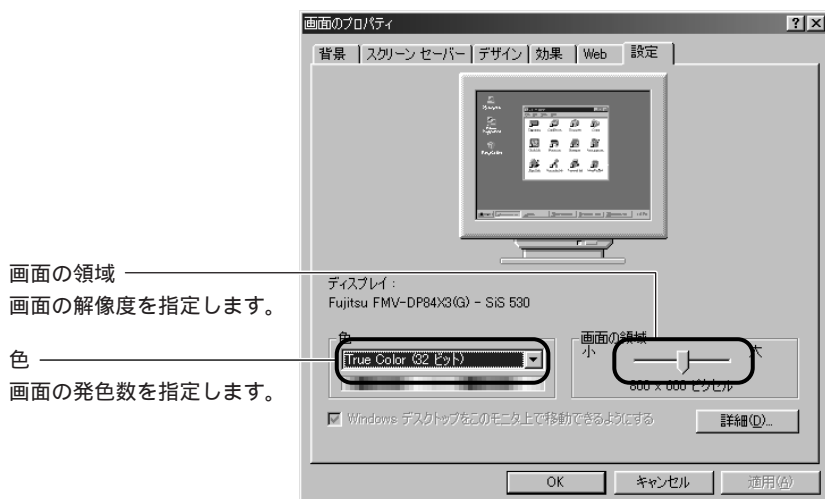 画面のプロパティ
背景 スクリーン セーバー デザイン 効果 Web 設定
画面の領域
画面の解像度を指定します。
色
画面の発色数を指定します。
ディスプレイ :
Fujitsu FMV-DP84X3(G) - SiS 530
色
True Color (32 ビット)
画面の領域
小 大
800 x 600 ピクセル
Windows デスクトップをこのモニタ上で移動できるようにする
詳細(D)...
OK キャンセル 適用(A)